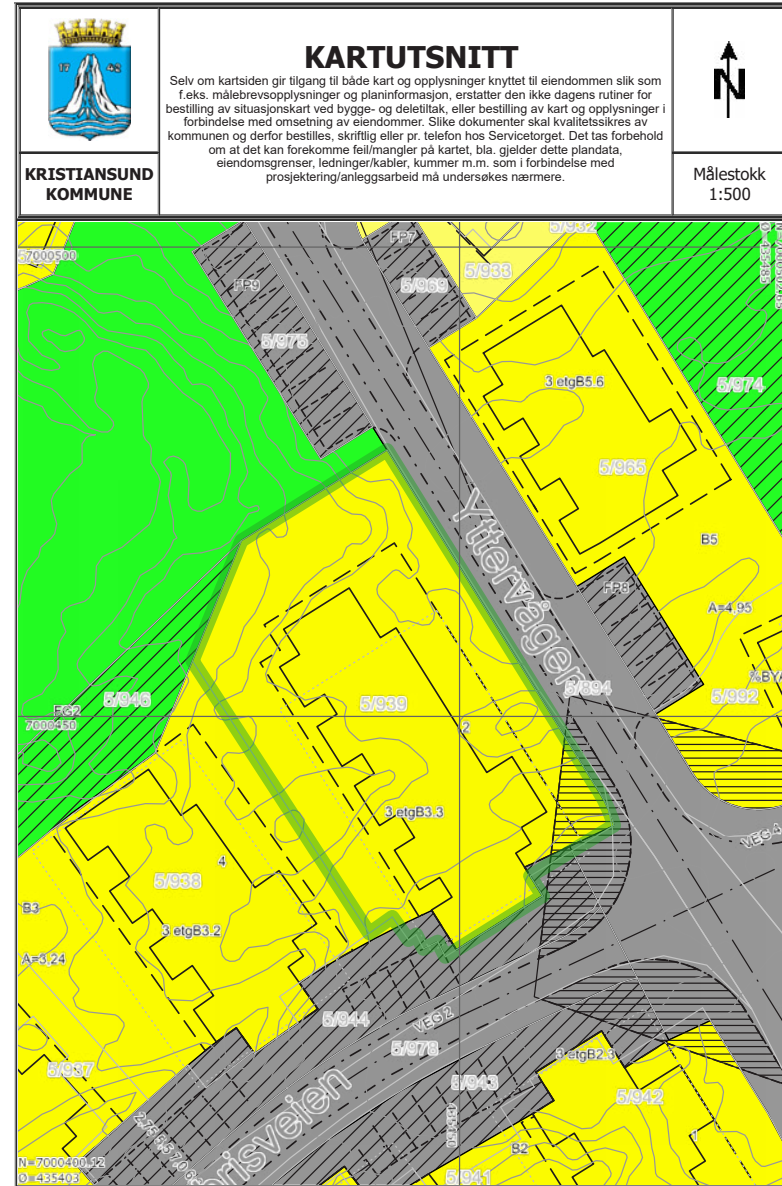 17 42
KRISTIANSUND
KOMMUNE
KARTUTSNITT
Selv om kartsiden gir tilgang til både kart og opplysninger knyttet til eiendommen slik som
f.eks. målebrevsopplysninger og planinformasjon, erstatter den ikke dagens rutiner for
bestilling av situasjonskart ved bygge- og deletiltak, eller bestilling av kart og opplysninger i
forbindelse med omsetning av eiendommer. Slike dokumenter skal kvalitetssikres av
kommunen og derfor bestilles, skriftlig eller pr. telefon hos Servicetorget. Det tas forbehold
om at det kan forekomme feil/mangler på kartet, bla. gjelder dette plandata,
eiendomsgrenser, ledninger/kabler, kummer m.m. som i forbindelse med
prosjektering/anleggsarbeid må undersøkes nærmere.
N
Målestokk
1:500
5/932
FP7
7000500
5/933
FP9
5/969
5/975
3 etgB5.6
5/974
5/965
Yttervågen
B5
FP8
A=4,95
5/894
5/992
%BYA
5/946
FG2
7000450
5/939
2
3 etgB3.3
VEG 4
4
5/938
B3
3 etgB3.2
A=3,24
5/944
VEG 2
5/978
3 etgB2.3
5/937
5/943
5/942
1
B2
5/941
N=7000400.12
Ø=435403